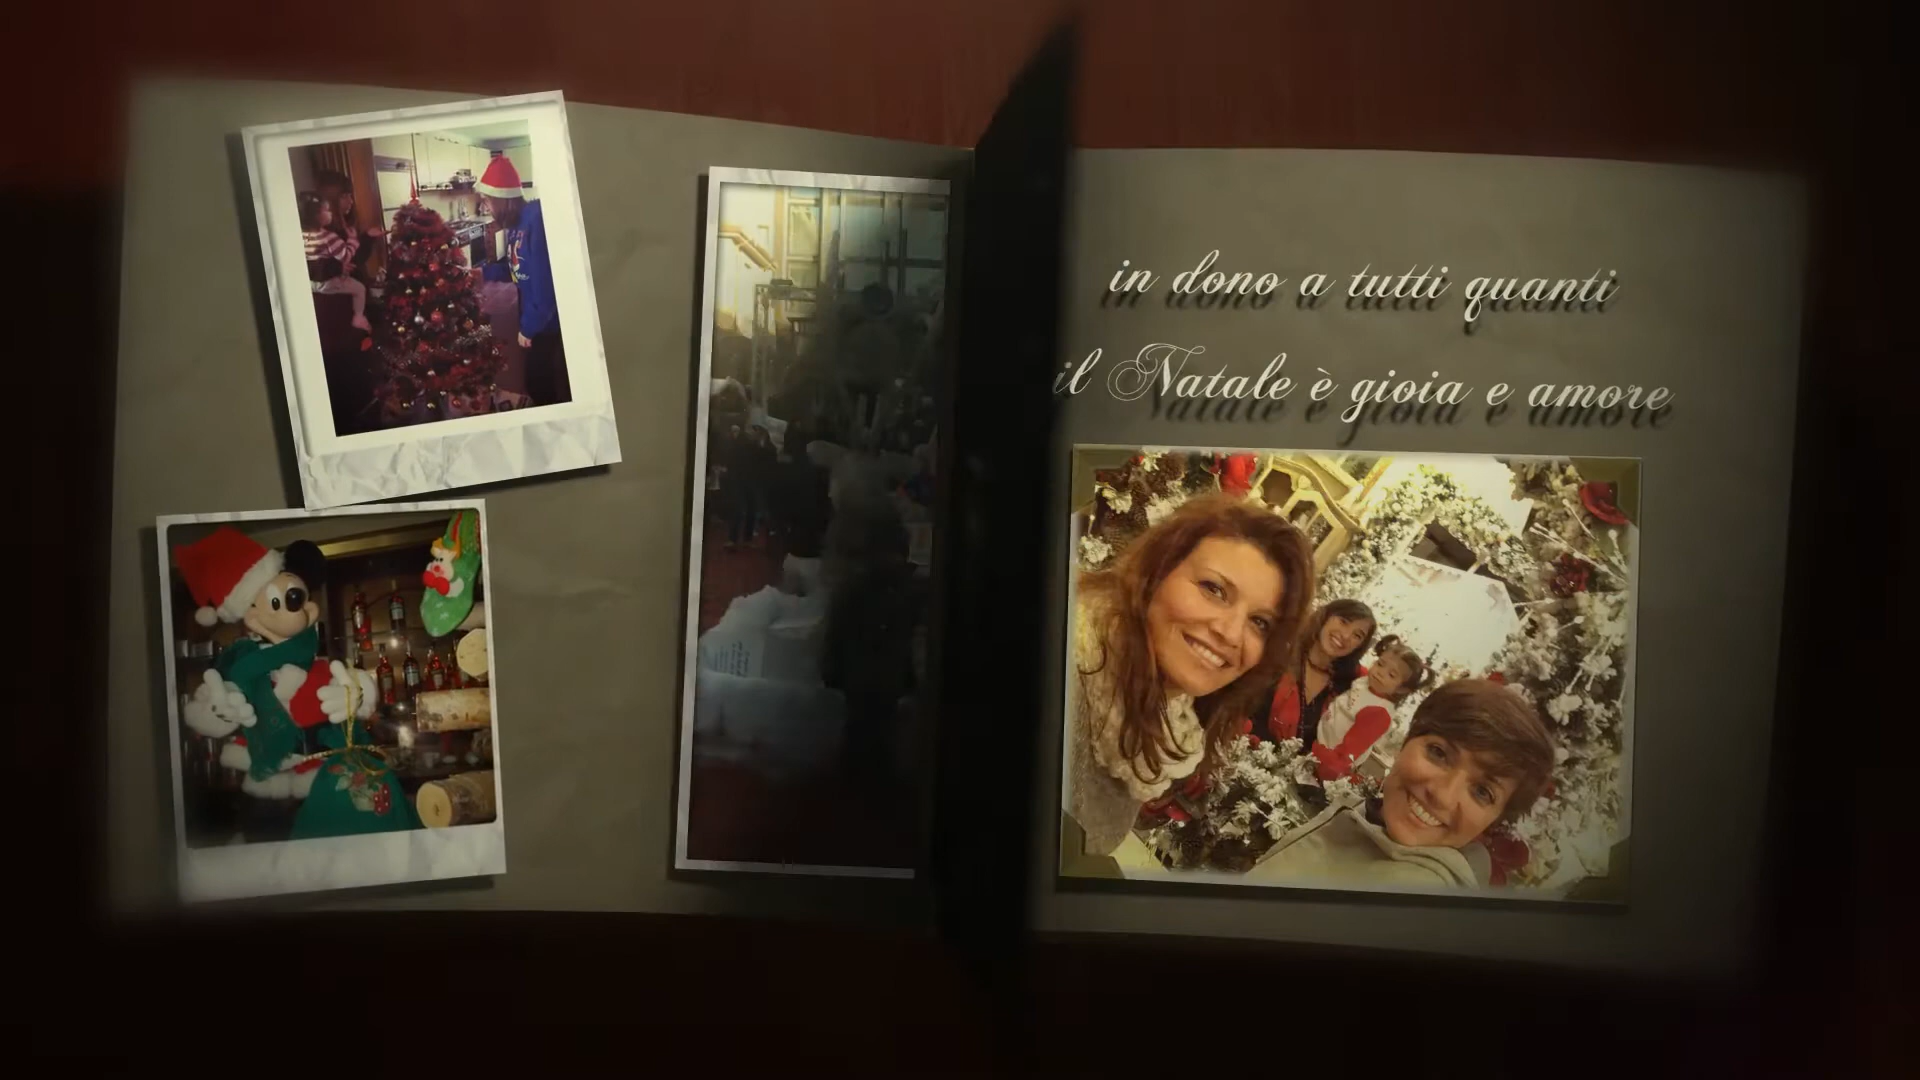 in dono a tutti quanti
il Natale è gioia e amore